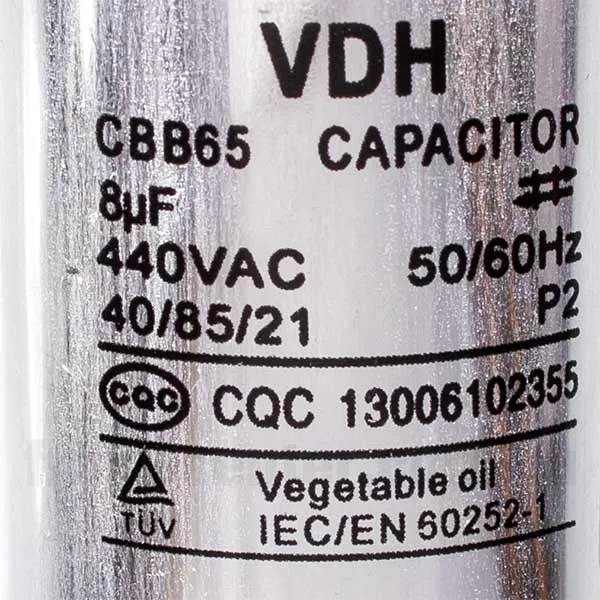 VDH
CBB65 CAPACITOR
8µF
440VAC 50/60Hz
40/85/21 P2
CQC CQC 13006102355
TÜV Vegetable oil
IEC/EN 60252-1